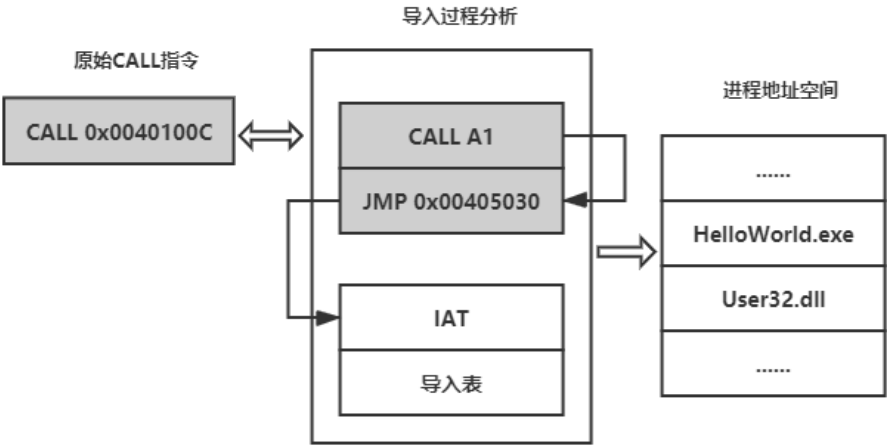 导入过程分析
原始CALL指令
进程地址空间
CALL 0x0040100C
CALL A1
JMP 0x00405030
IAT
导入表
......
HelloWorld.exe
User32.dll
......